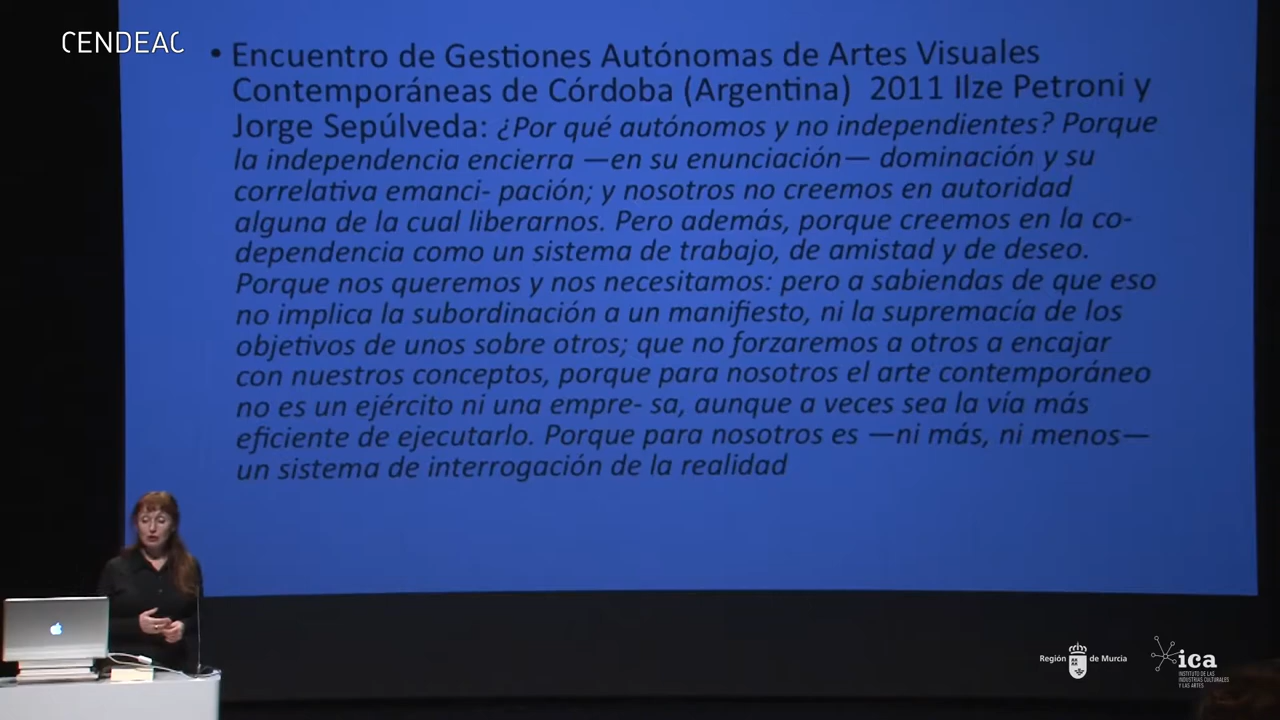 CENDEAC
• Encuentro de Gestiones Autónomas de Artes Visuales
Contemporáneas de Córdoba (Argentina) 2011 Ilze Petroni y
Jorge Sepúlveda: ¿Por qué autónomos y no independientes? Porque
la independencia encierra —en su enunciación— dominación y su
correlativa emanci- pación; y nosotros no creemos en autoridad
alguna de la cual liberarnos. Pero además, porque creemos en la co-
dependencia como un sistema de trabajo, de amistad y de deseo.
Porque nos queremos y nos necesitamos: pero a sabiendas de que eso
no implica la subordinación a un manifiesto, ni la supremacía de los
objetivos de unos sobre otros; que no forzaremos a otros a encajar
con nuestros conceptos, porque para nosotros el arte contemporáneo
no es un ejército ni una empre- sa, aunque a veces sea la vía más
eficiente de ejecutarlo. Porque para nosotros es —ni más, ni menos—
un sistema de interrogación de la realidad
Región de Murcia
ica
INSTITUTO DE LAS
INDUSTRIAS CULTURALES
Y LAS ARTES